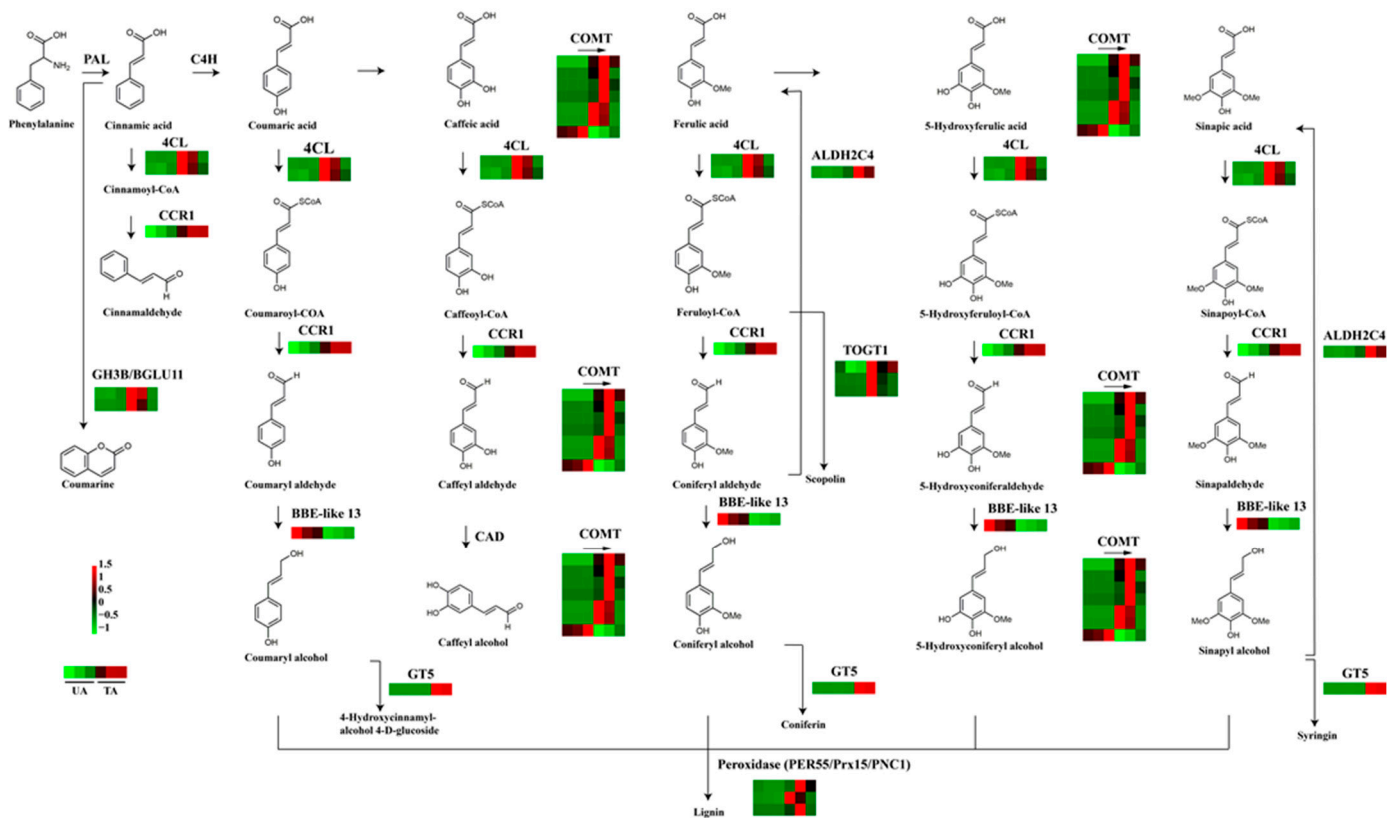 COMT
COMT
PAL
C4H
Phenylalanine
Cinnamic acid
Coumaric acid
Caffeic acid
Ferulic acid
5-Hydroxyferulic acid
Sinapic acid
4CL
4CL
4CL
4CL
ALDH2C4
4CL
4CL
Cinnamoyl-CoA
CCR1
Cinnamaldehyde
Coumaroyl-COA
Caffeoyl-CoA
Feruloyl-CoA
5-Hydroxyferuloyl-CoA
Sinapoyl-CoA
CCR1
CCR1
CCR1
TOGT1
CCR1
CCR1
ALDH2C4
GH3B/BGLU11
COMT
COMT
Coumarine
Coumaryl aldehyde
Caffeyl aldehyde
Coniferyl aldehyde
Scopolin
5-Hydroxyconiferaldehyde
Sinapaldehyde
BBE-like 13
CAD
BBE-like 13
BBE-like 13
BBE-like 13
COMT
COMT
1.5
1
0.5
0
−0.5
−1
UA TA
Coumaryl alcohol
Caffeyl alcohol
Coniferyl alcohol
5-Hydroxyconiferyl alcohol
Sinapyl alcohol
GT5
GT5
GT5
4-Hydroxycinnamyl-
alcohol 4-D-glucoside
Coniferin
Syringin
Peroxidase (PER55/Prx15/PNC1)
Lignin